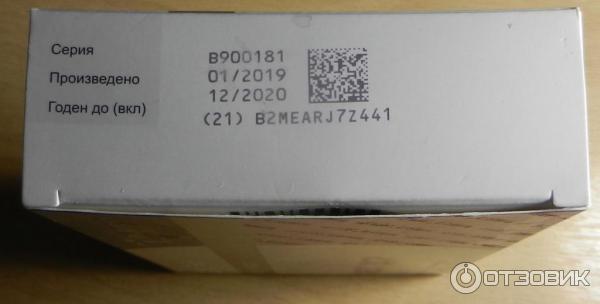 Серия B900181
Произведено 01/2019
Годен до (вкл) 12/2020
(21) B2MEARJ7Z441
ОТЗОВИК